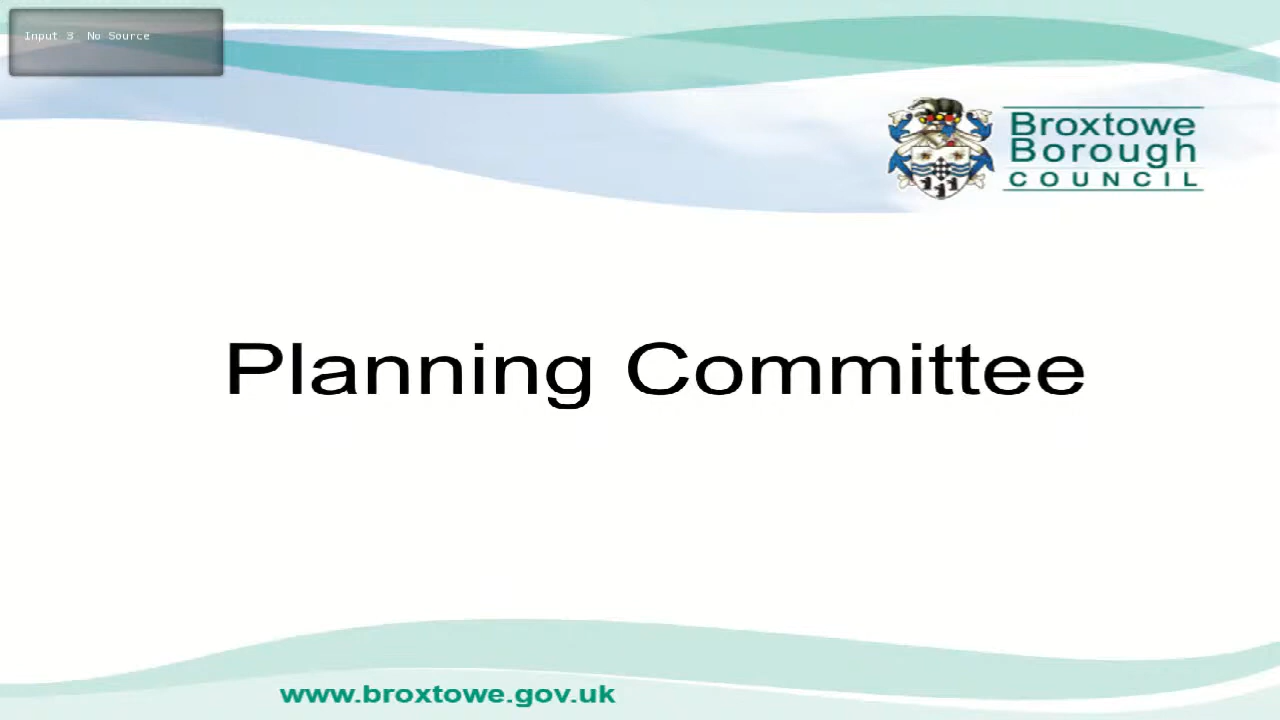 Input 3 No Source
Broxtowe
Borough
COUNCIL
Planning Committee
www.broxtowe.gov.uk